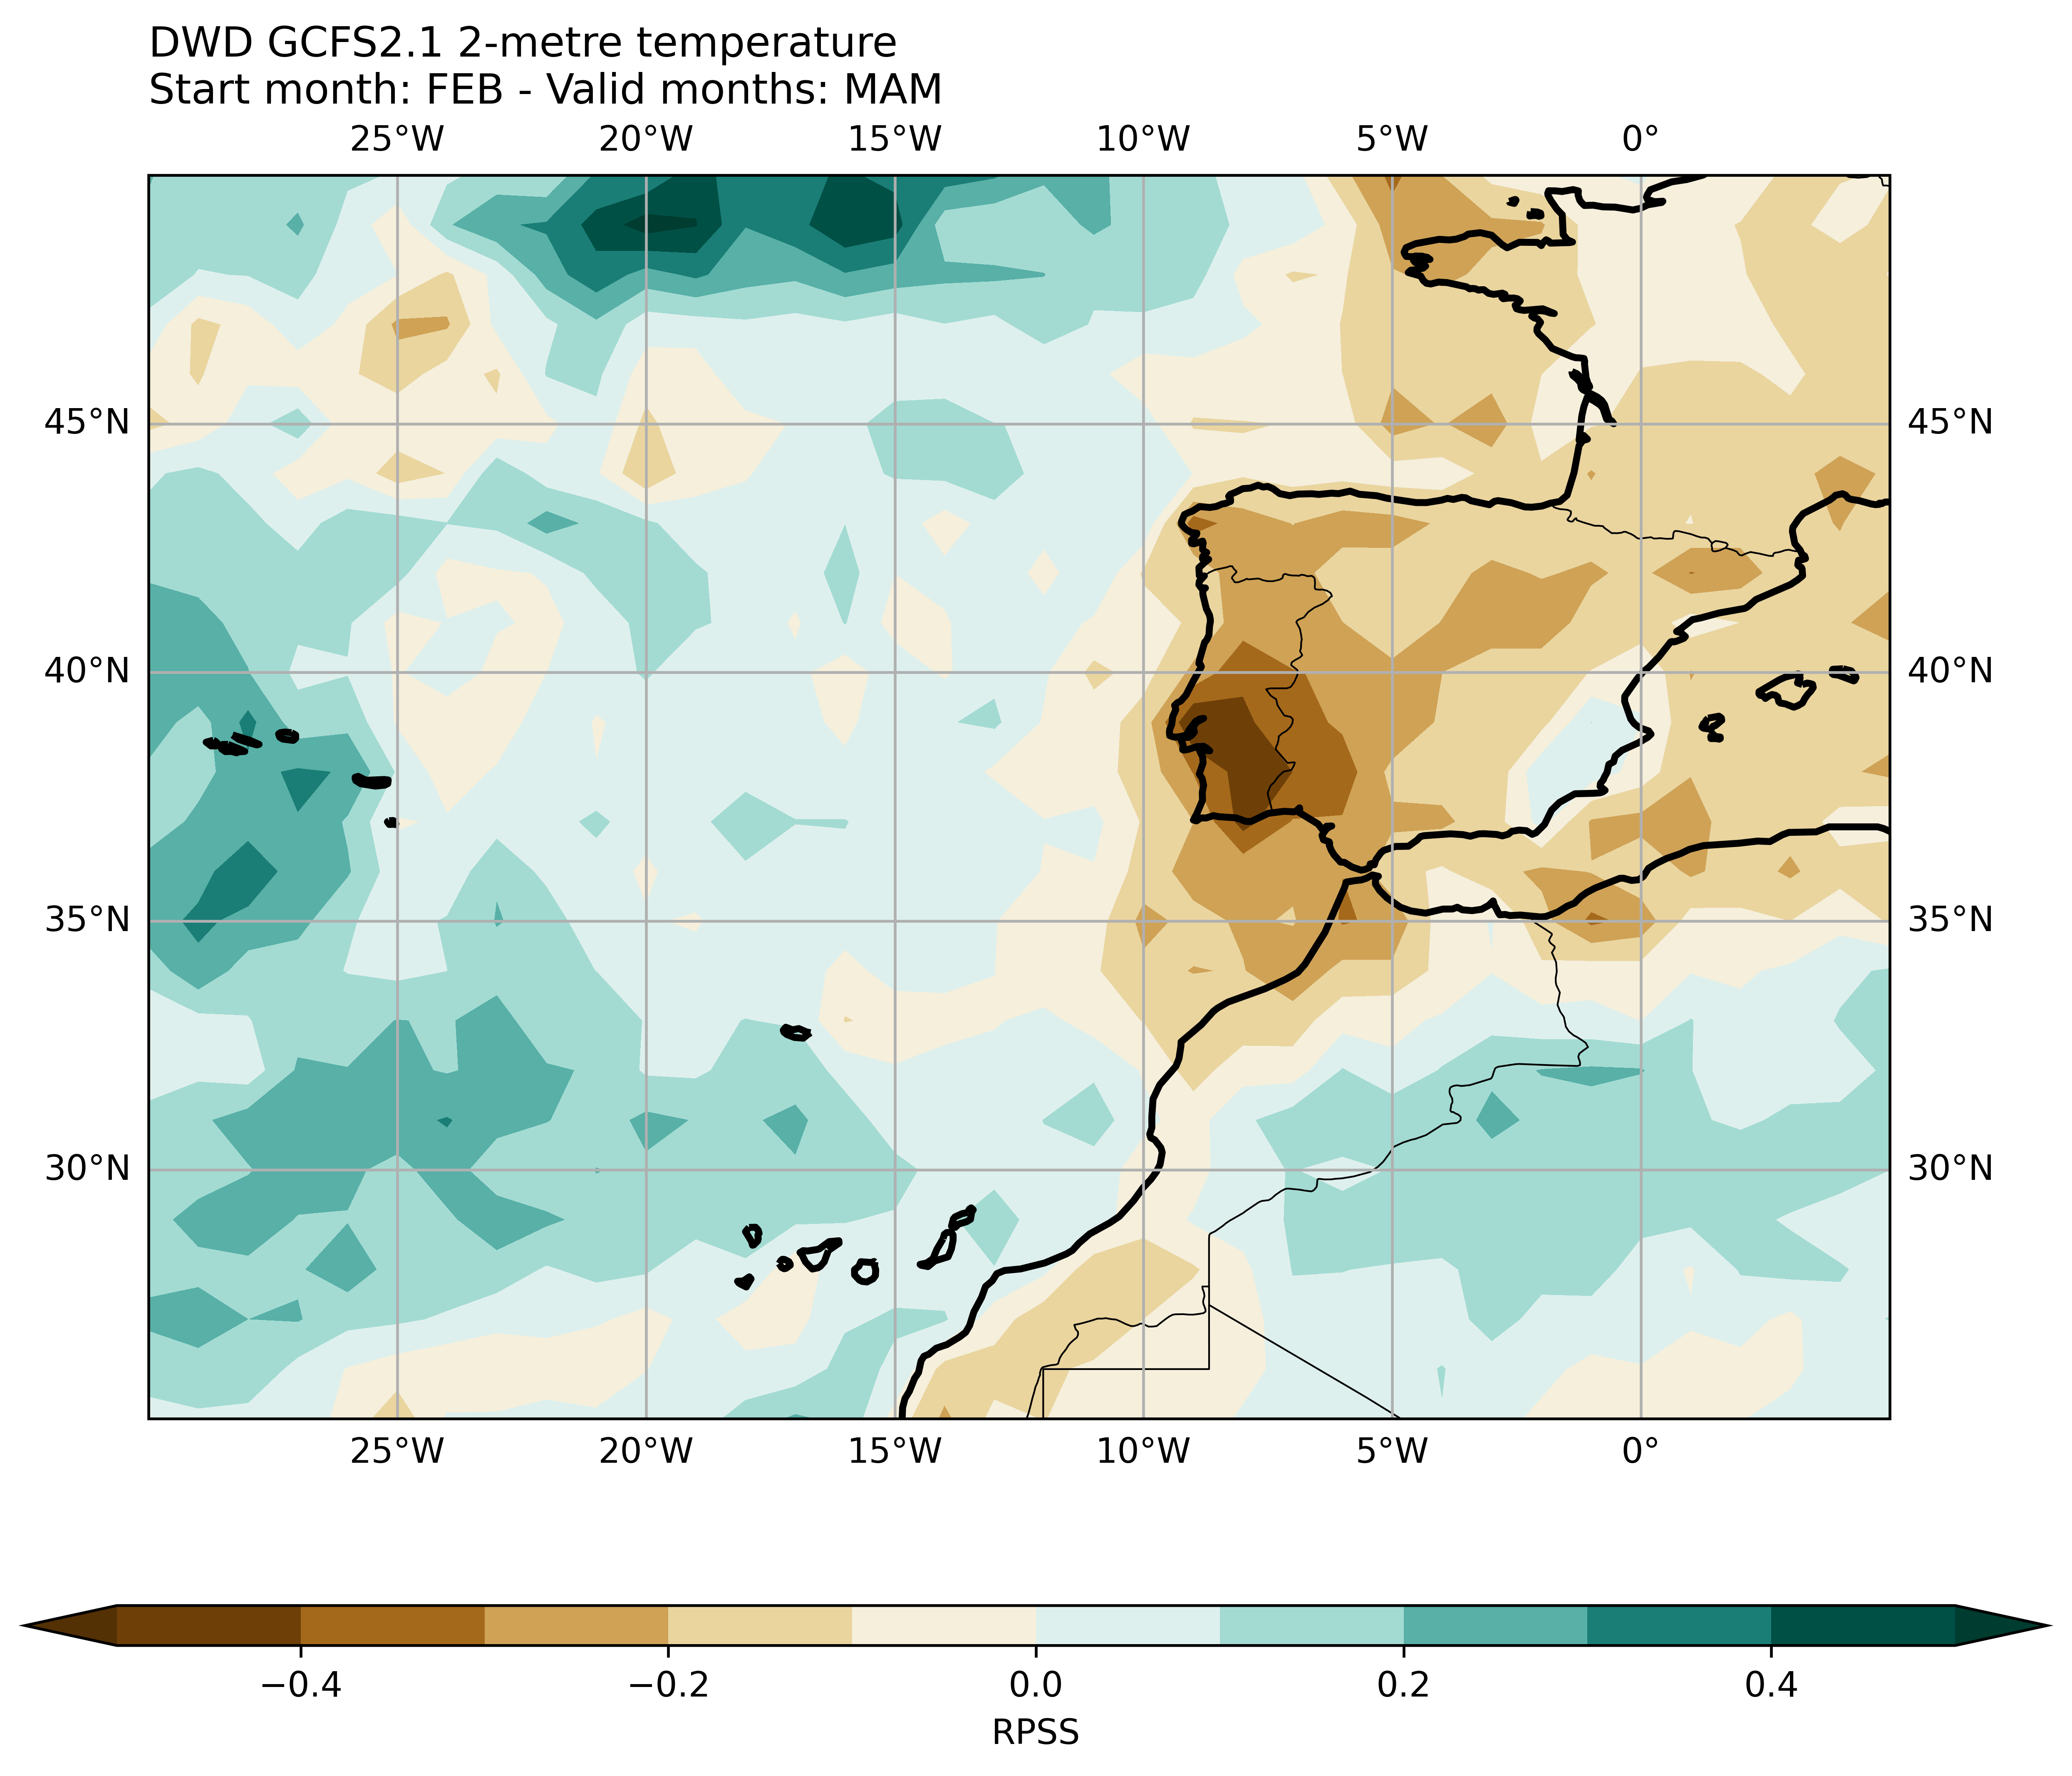 DWD GCFS2.1 2-metre temperature
Start month: FEB - Valid months: MAM
25°W 20°W 15°W 10°W 5°W 0°
45°N 45°N
40°N 40°N
35°N 35°N
30°N 30°N
25°W 20°W 15°W 10°W 5°W 0°
−0.4 −0.2 0.0 0.2 0.4
RPSS